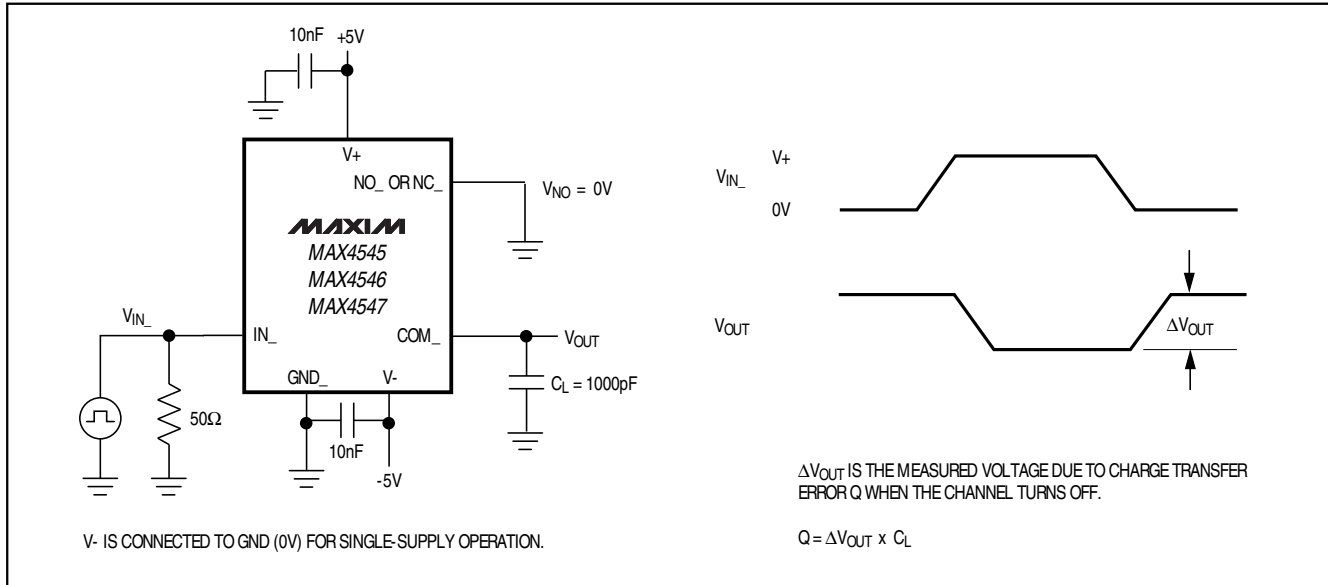 10nF +5V
V+
NO_ OR NC_
VNO = 0V
MAXIM
MAX4545
MAX4546
MAX4547
VIN_
IN_
COM_
VOUT
GND_
V-
CL = 1000pF
50Ω
10nF
-5V
V- IS CONNECTED TO GND (0V) FOR SINGLE-SUPPLY OPERATION.
VIN_
V+
0V
VOUT
ΔVOUT
ΔVOUT IS THE MEASURED VOLTAGE DUE TO CHARGE TRANSFER
ERROR Q WHEN THE CHANNEL TURNS OFF.
Q = ΔVOUT x CL